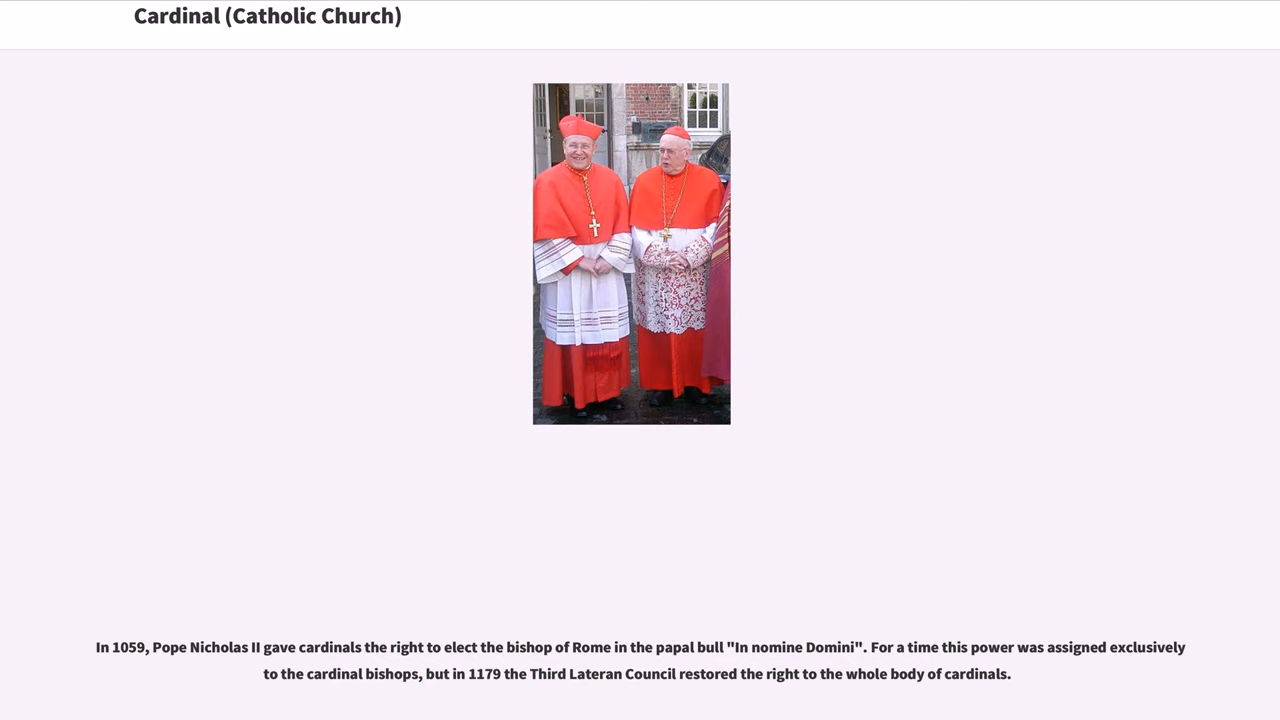 Cardinal (Catholic Church)
In 1059, Pope Nicholas II gave cardinals the right to elect the bishop of Rome in the papal bull "In nomine Domini". For a time this power was assigned exclusively
to the cardinal bishops, but in 1179 the Third Lateran Council restored the right to the whole body of cardinals.